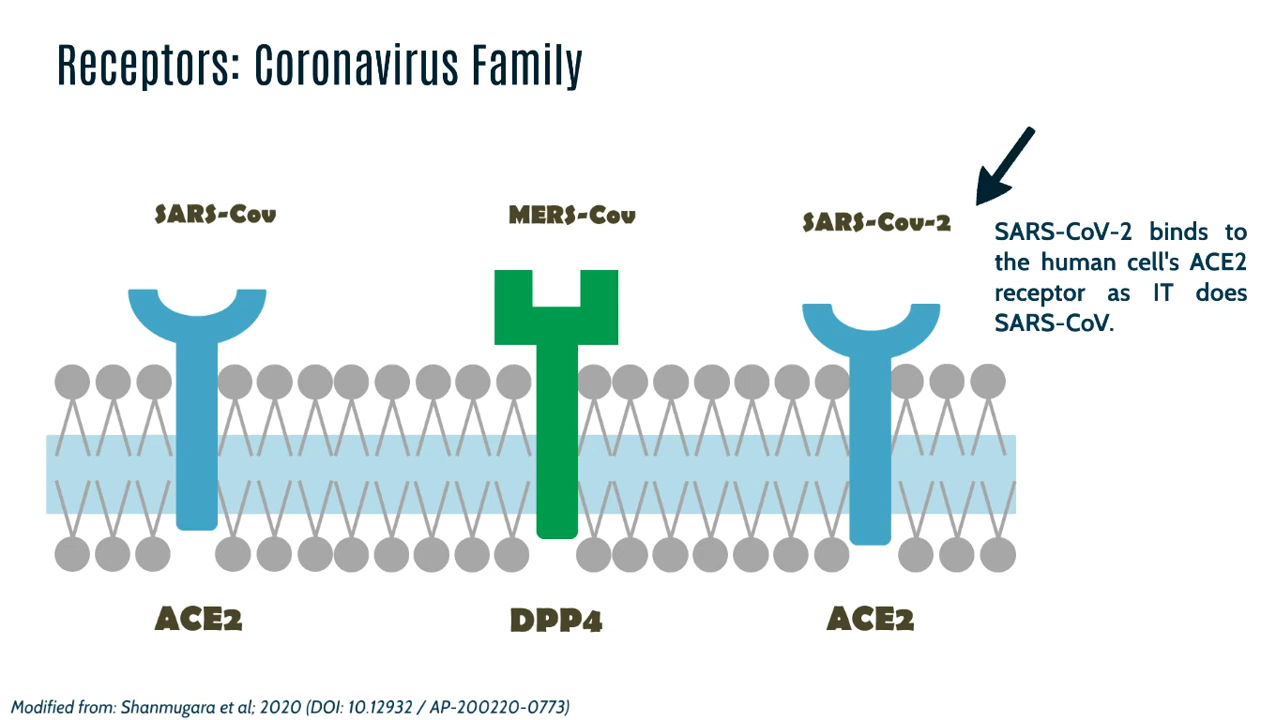 Receptors: Coronavirus Family
SARS-Cov
MERS-Cov
SARS-Cov-2
SARS-CoV-2 binds to
the human cell's ACE2
receptor as IT does
SARS-CoV.
ACE2
DPP4
ACE2
Modified from: Shanmugara et al; 2020 (DOI: 10.12932 / AP-200220-0773)